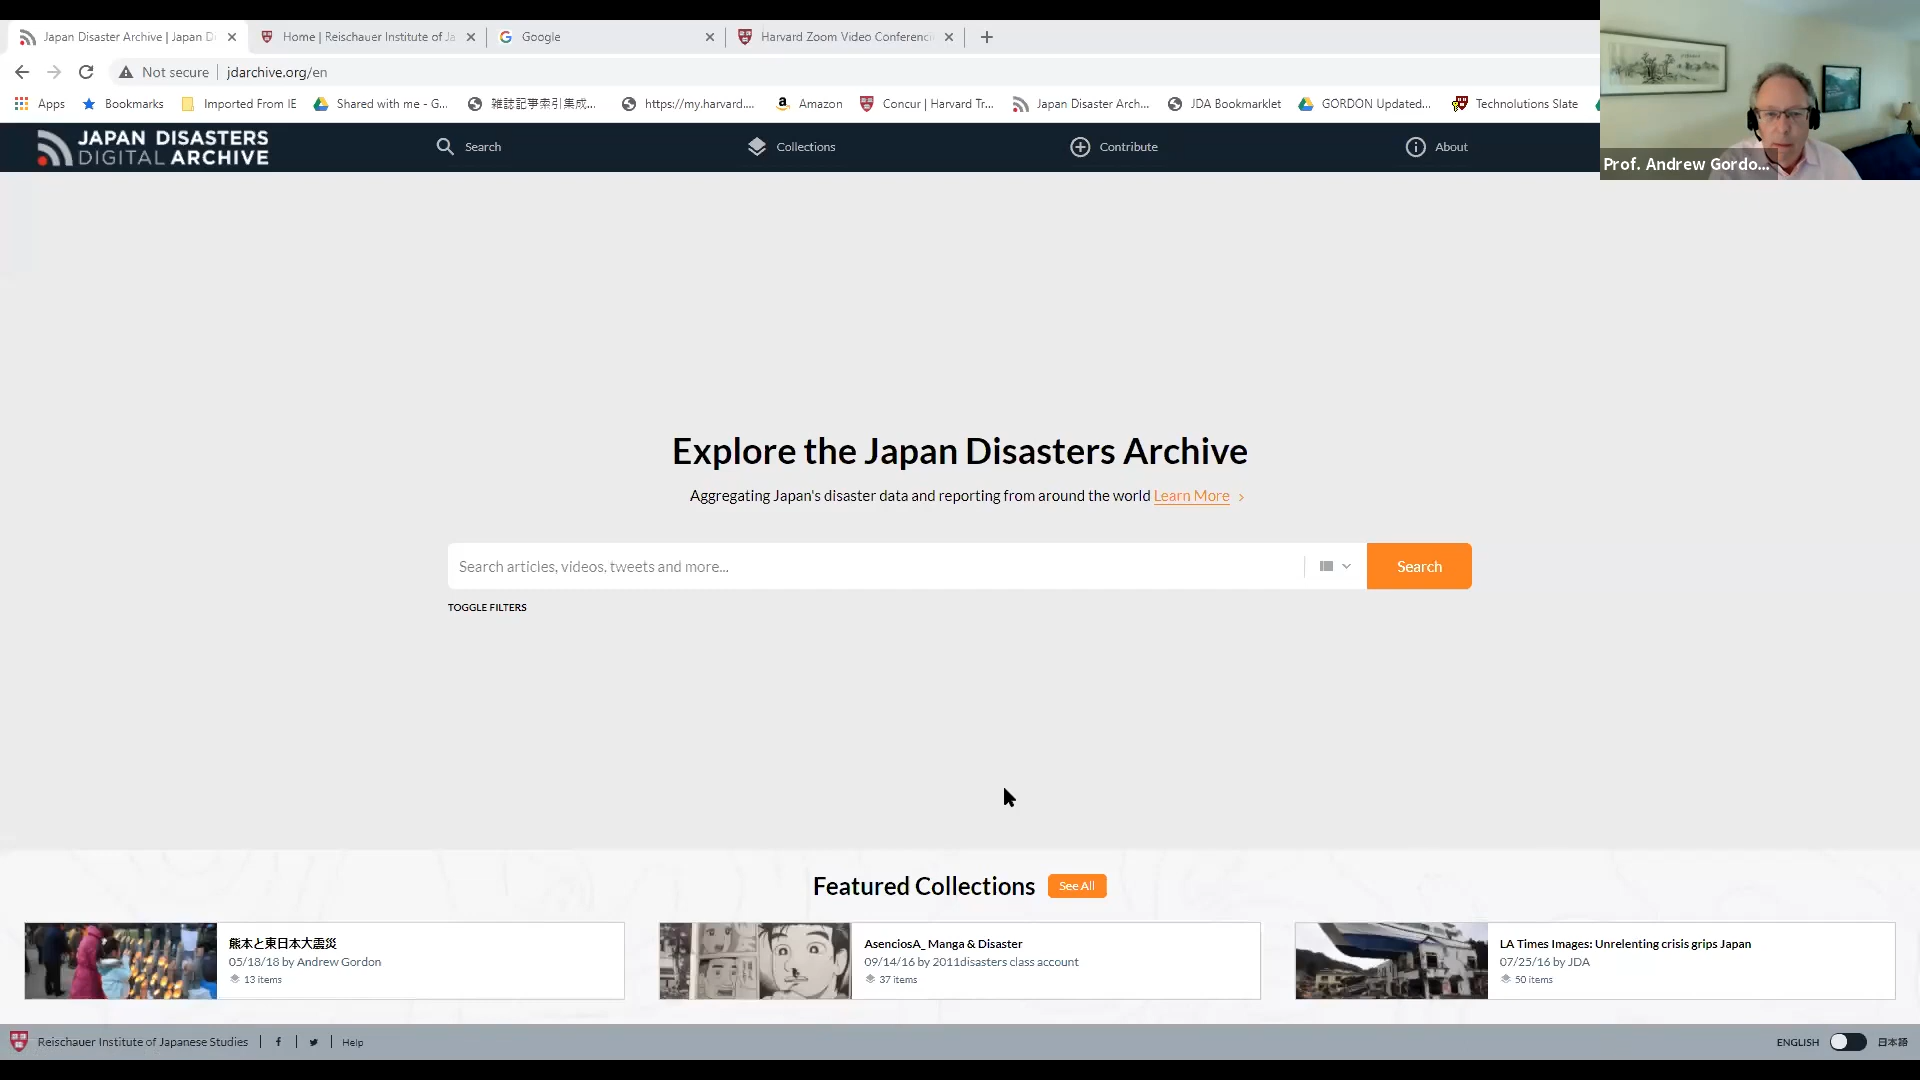 Japan Disaster Archive | Japan D
Home | Reischauer Institute of Ja
Google
Harvard Zoom Video Conferenci
Not secure
jdarchive.org/en
Apps
Bookmarks
Imported From IE
Shared with me - G...
雑誌記事索引集成...
https://my.harvard....
Amazon
Concur | Harvard Tr...
Japan Disaster Arch...
JDA Bookmarklet
GORDON Updated...
Technolutions Slate
JAPAN DISASTERS
DIGITAL ARCHIVE
Search
Collections
Contribute
About
Prof. Andrew Gordo...
Explore the Japan Disasters Archive
Aggregating Japan's disaster data and reporting from around the world Learn More
Search articles, videos, tweets and more...
Search
TOGGLE FILTERS
Featured Collections
See All
熊本と東日本大震災
05/18/18 by Andrew Gordon
13 items
AsenciosA_ Manga & Disaster
09/14/16 by 2011disasters class account
37 items
LA Times Images: Unrelenting crisis grips Japan
07/25/16 by JDA
50 items
Reischauer Institute of Japanese Studies
Help
ENGLISH
日本語